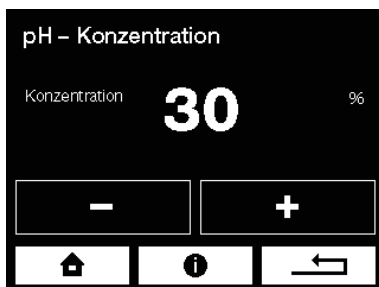 pH – Konzentration
Konzentration 30 %
– +